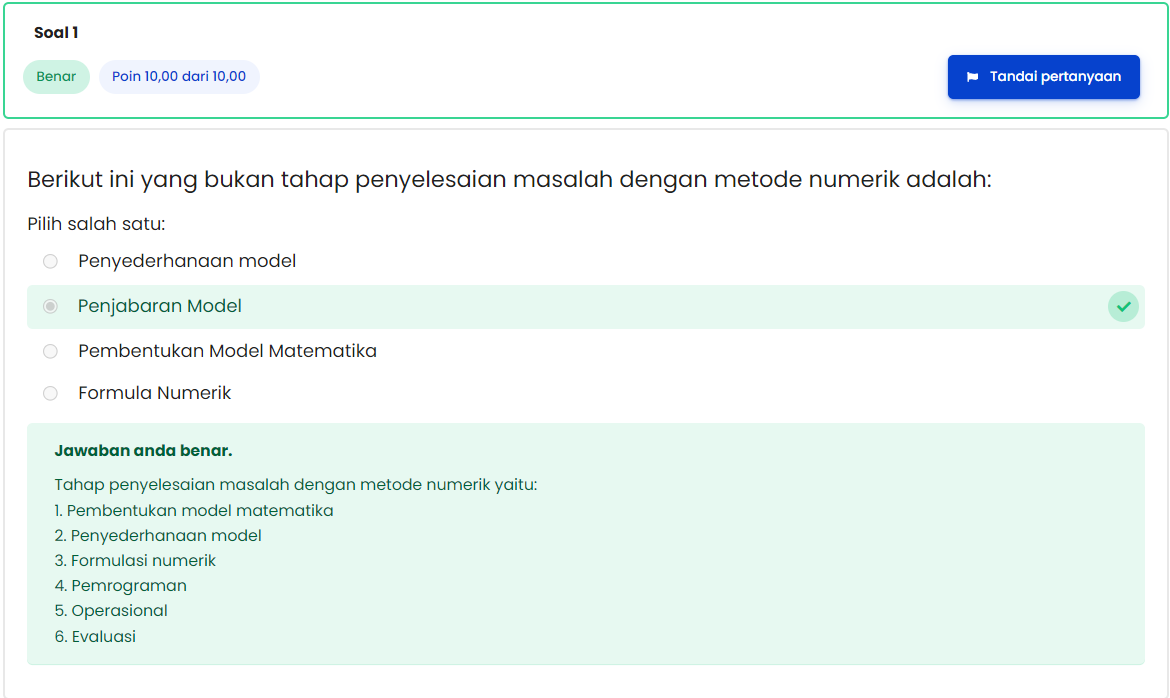 Soal 1
Benar
Poin 10,00 dari 10,00
Tandai pertanyaan
Berikut ini yang bukan tahap penyelesaian masalah dengan metode numerik adalah:
Pilih salah satu:
Penyederhanaan model
Penjabaran Model
Pembentukan Model Matematika
Formula Numerik
Jawaban anda benar.
Tahap penyelesaian masalah dengan metode numerik yaitu:
1. Pembentukan model matematika
2. Penyederhanaan model
3. Formulasi numerik
4. Pemrograman
5. Operasional
6. Evaluasi